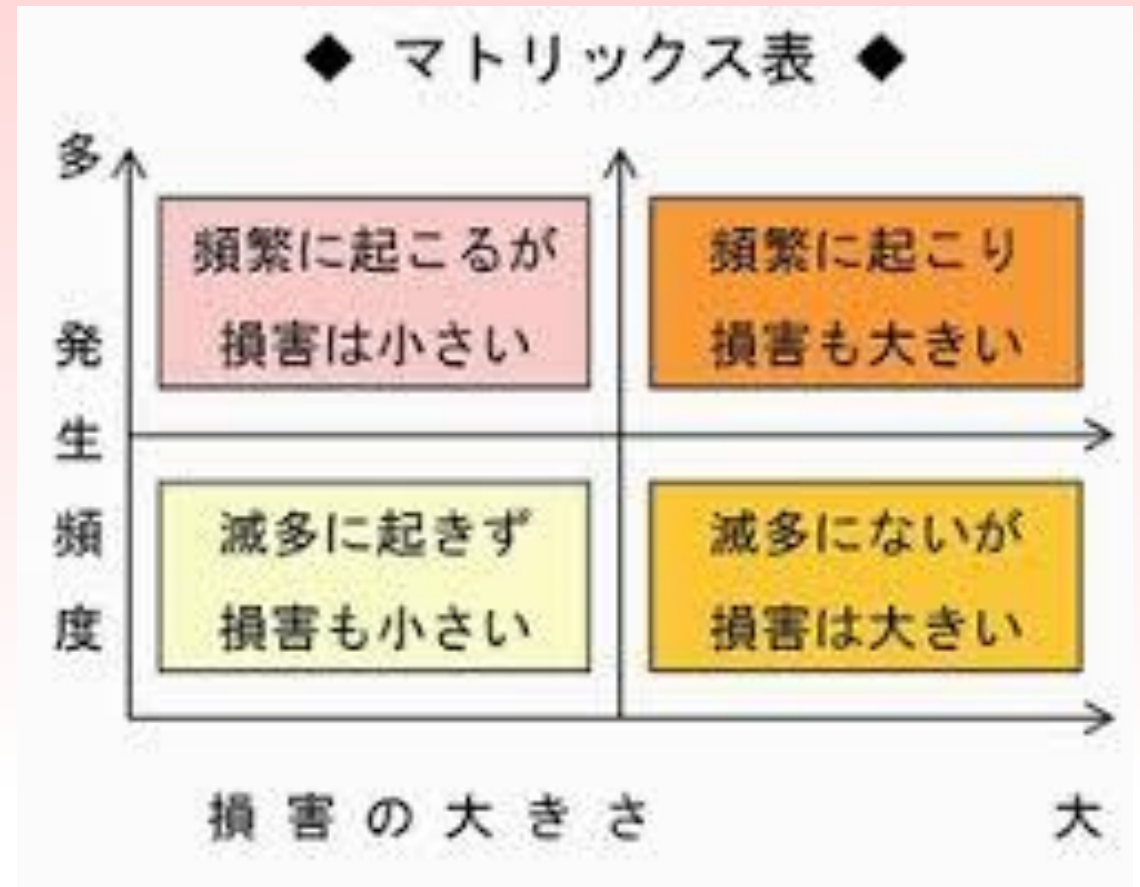 ◆ マトリックス表 ◆
多
頻繁に起こるが
損害は小さい
頻繁に起こり
損害も大きい
発生頻度
滅多に起きず
損害も小さい
滅多にないが
損害は大きい
損害の大きさ
大